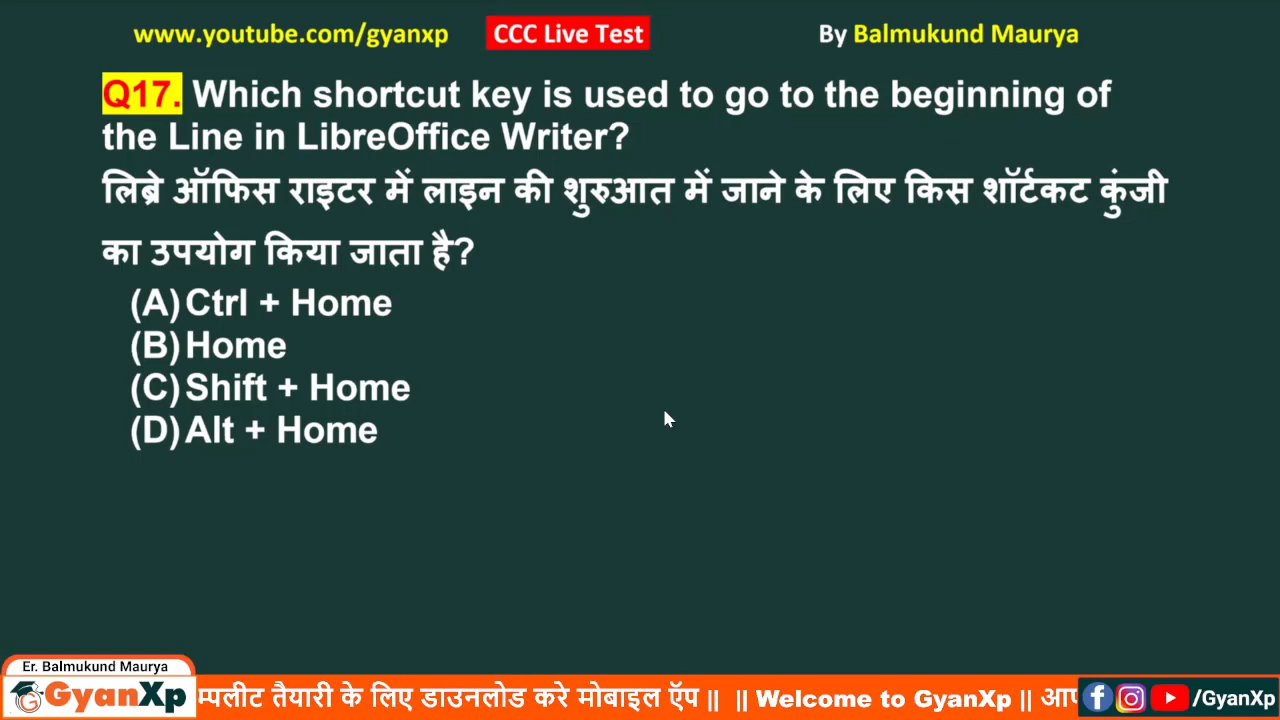 www.youtube.com/gyanxp CCC Live Test By Balmukund Maurya
Q17. Which shortcut key is used to go to the beginning of
the Line in LibreOffice Writer?
लिब्रे ऑफिस राइटर में लाइन की शुरुआत में जाने के लिए किस शॉर्टकट कुंजी
का उपयोग किया जाता है?
(A) Ctrl + Home
(B) Home
(C) Shift + Home
(D) Alt + Home
Er. Balmukund Maurya
GyanXp म्पलीट तैयारी के लिए डाउनलोड करे मोबाइल ऍप || || Welcome to GyanXp || आप /GyanXp